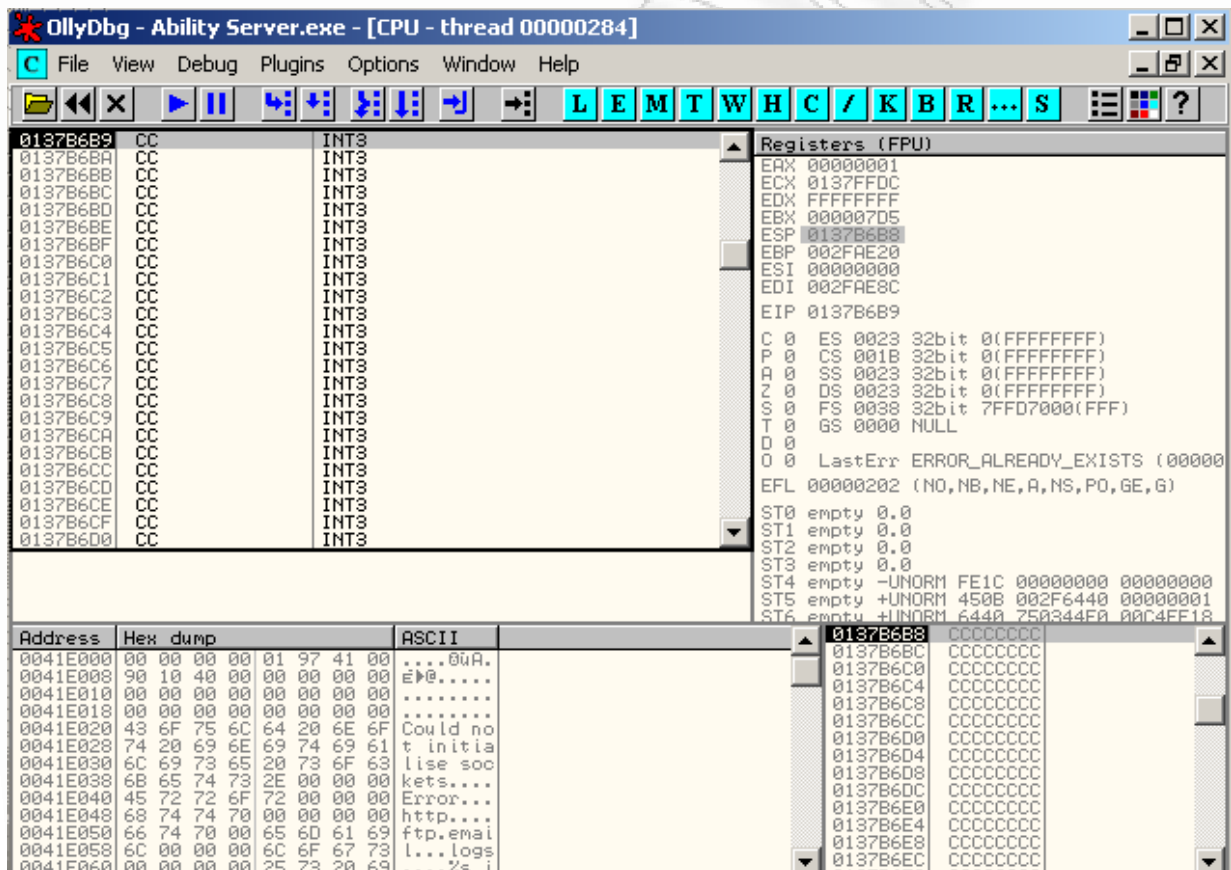 OllyDbg - Ability Server.exe - [CPU - thread 00000284]
C File View Debug Plugins Options Window Help
L E M T W H C / K B R ... S ?
0137B6B9 CC INT3
0137B6BA CC INT3
0137B6BB CC INT3
0137B6BC CC INT3
0137B6BD CC INT3
0137B6BE CC INT3
0137B6BF CC INT3
0137B6C0 CC INT3
0137B6C1 CC INT3
0137B6C2 CC INT3
0137B6C3 CC INT3
0137B6C4 CC INT3
0137B6C5 CC INT3
0137B6C6 CC INT3
0137B6C7 CC INT3
0137B6C8 CC INT3
0137B6C9 CC INT3
0137B6CA CC INT3
0137B6CB CC INT3
0137B6CC CC INT3
0137B6CD CC INT3
0137B6CE CC INT3
0137B6CF CC INT3
0137B6D0 CC INT3
Registers (FPU)
EAX 00000001
ECX 0137FFDC
EDX FFFFFFFF
EBX 000007D5
ESP 0137B6B8
EBP 002FAE20
ESI 00000000
EDI 002FAE8C
EIP 0137B6B9
C 0 ES 0023 32bit 0(FFFFFFFF)
P 0 CS 001B 32bit 0(FFFFFFFF)
A 0 SS 0023 32bit 0(FFFFFFFF)
Z 0 DS 0023 32bit 0(FFFFFFFF)
S 0 FS 0038 32bit 7FFD7000(FFF)
T 0 GS 0000 NULL
D 0
O 0 LastErr ERROR_ALREADY_EXISTS (00000
EFL 00000202 (NO,NB,NE,A,NS,PO,GE,G)
ST0 empty 0.0
ST1 empty 0.0
ST2 empty 0.0
ST3 empty 0.0
ST4 empty -UNORM FE1C 00000000 00000000
ST5 empty +UNORM 450B 002F6440 00000001
ST6 empty +UNORM 6440 750344F0 00C4FF18
Address Hex dump ASCII
0041E000 00 00 00 00 01 97 41 00 ....☺ùA.
0041E008 90 10 40 00 00 00 00 00 É►@.....
0041E010 00 00 00 00 00 00 00 00 ........
0041E018 00 00 00 00 00 00 00 00 ........
0041E020 43 6F 75 6C 64 20 6E 6F Could no
0041E028 74 20 69 6E 69 74 69 61 t initia
0041E030 6C 69 73 65 20 73 6F 63 lise soc
0041E038 6B 65 74 73 2E 00 00 00 kets....
0041E040 45 72 72 6F 72 00 00 00 Error...
0041E048 68 74 74 70 00 00 00 00 http....
0041E050 66 74 70 00 65 6D 61 69 ftp.emai
0041E058 6C 00 00 00 6C 6F 67 73 l...logs
0041E060 00 00 00 00 25 73 20 69 ....%s i
0137B6B8 CCCCCCCC
0137B6BC CCCCCCCC
0137B6C0 CCCCCCCC
0137B6C4 CCCCCCCC
0137B6C8 CCCCCCCC
0137B6CC CCCCCCCC
0137B6D0 CCCCCCCC
0137B6D4 CCCCCCCC
0137B6D8 CCCCCCCC
0137B6DC CCCCCCCC
0137B6E0 CCCCCCCC
0137B6E4 CCCCCCCC
0137B6E8 CCCCCCCC
0137B6EC CCCCCCCC